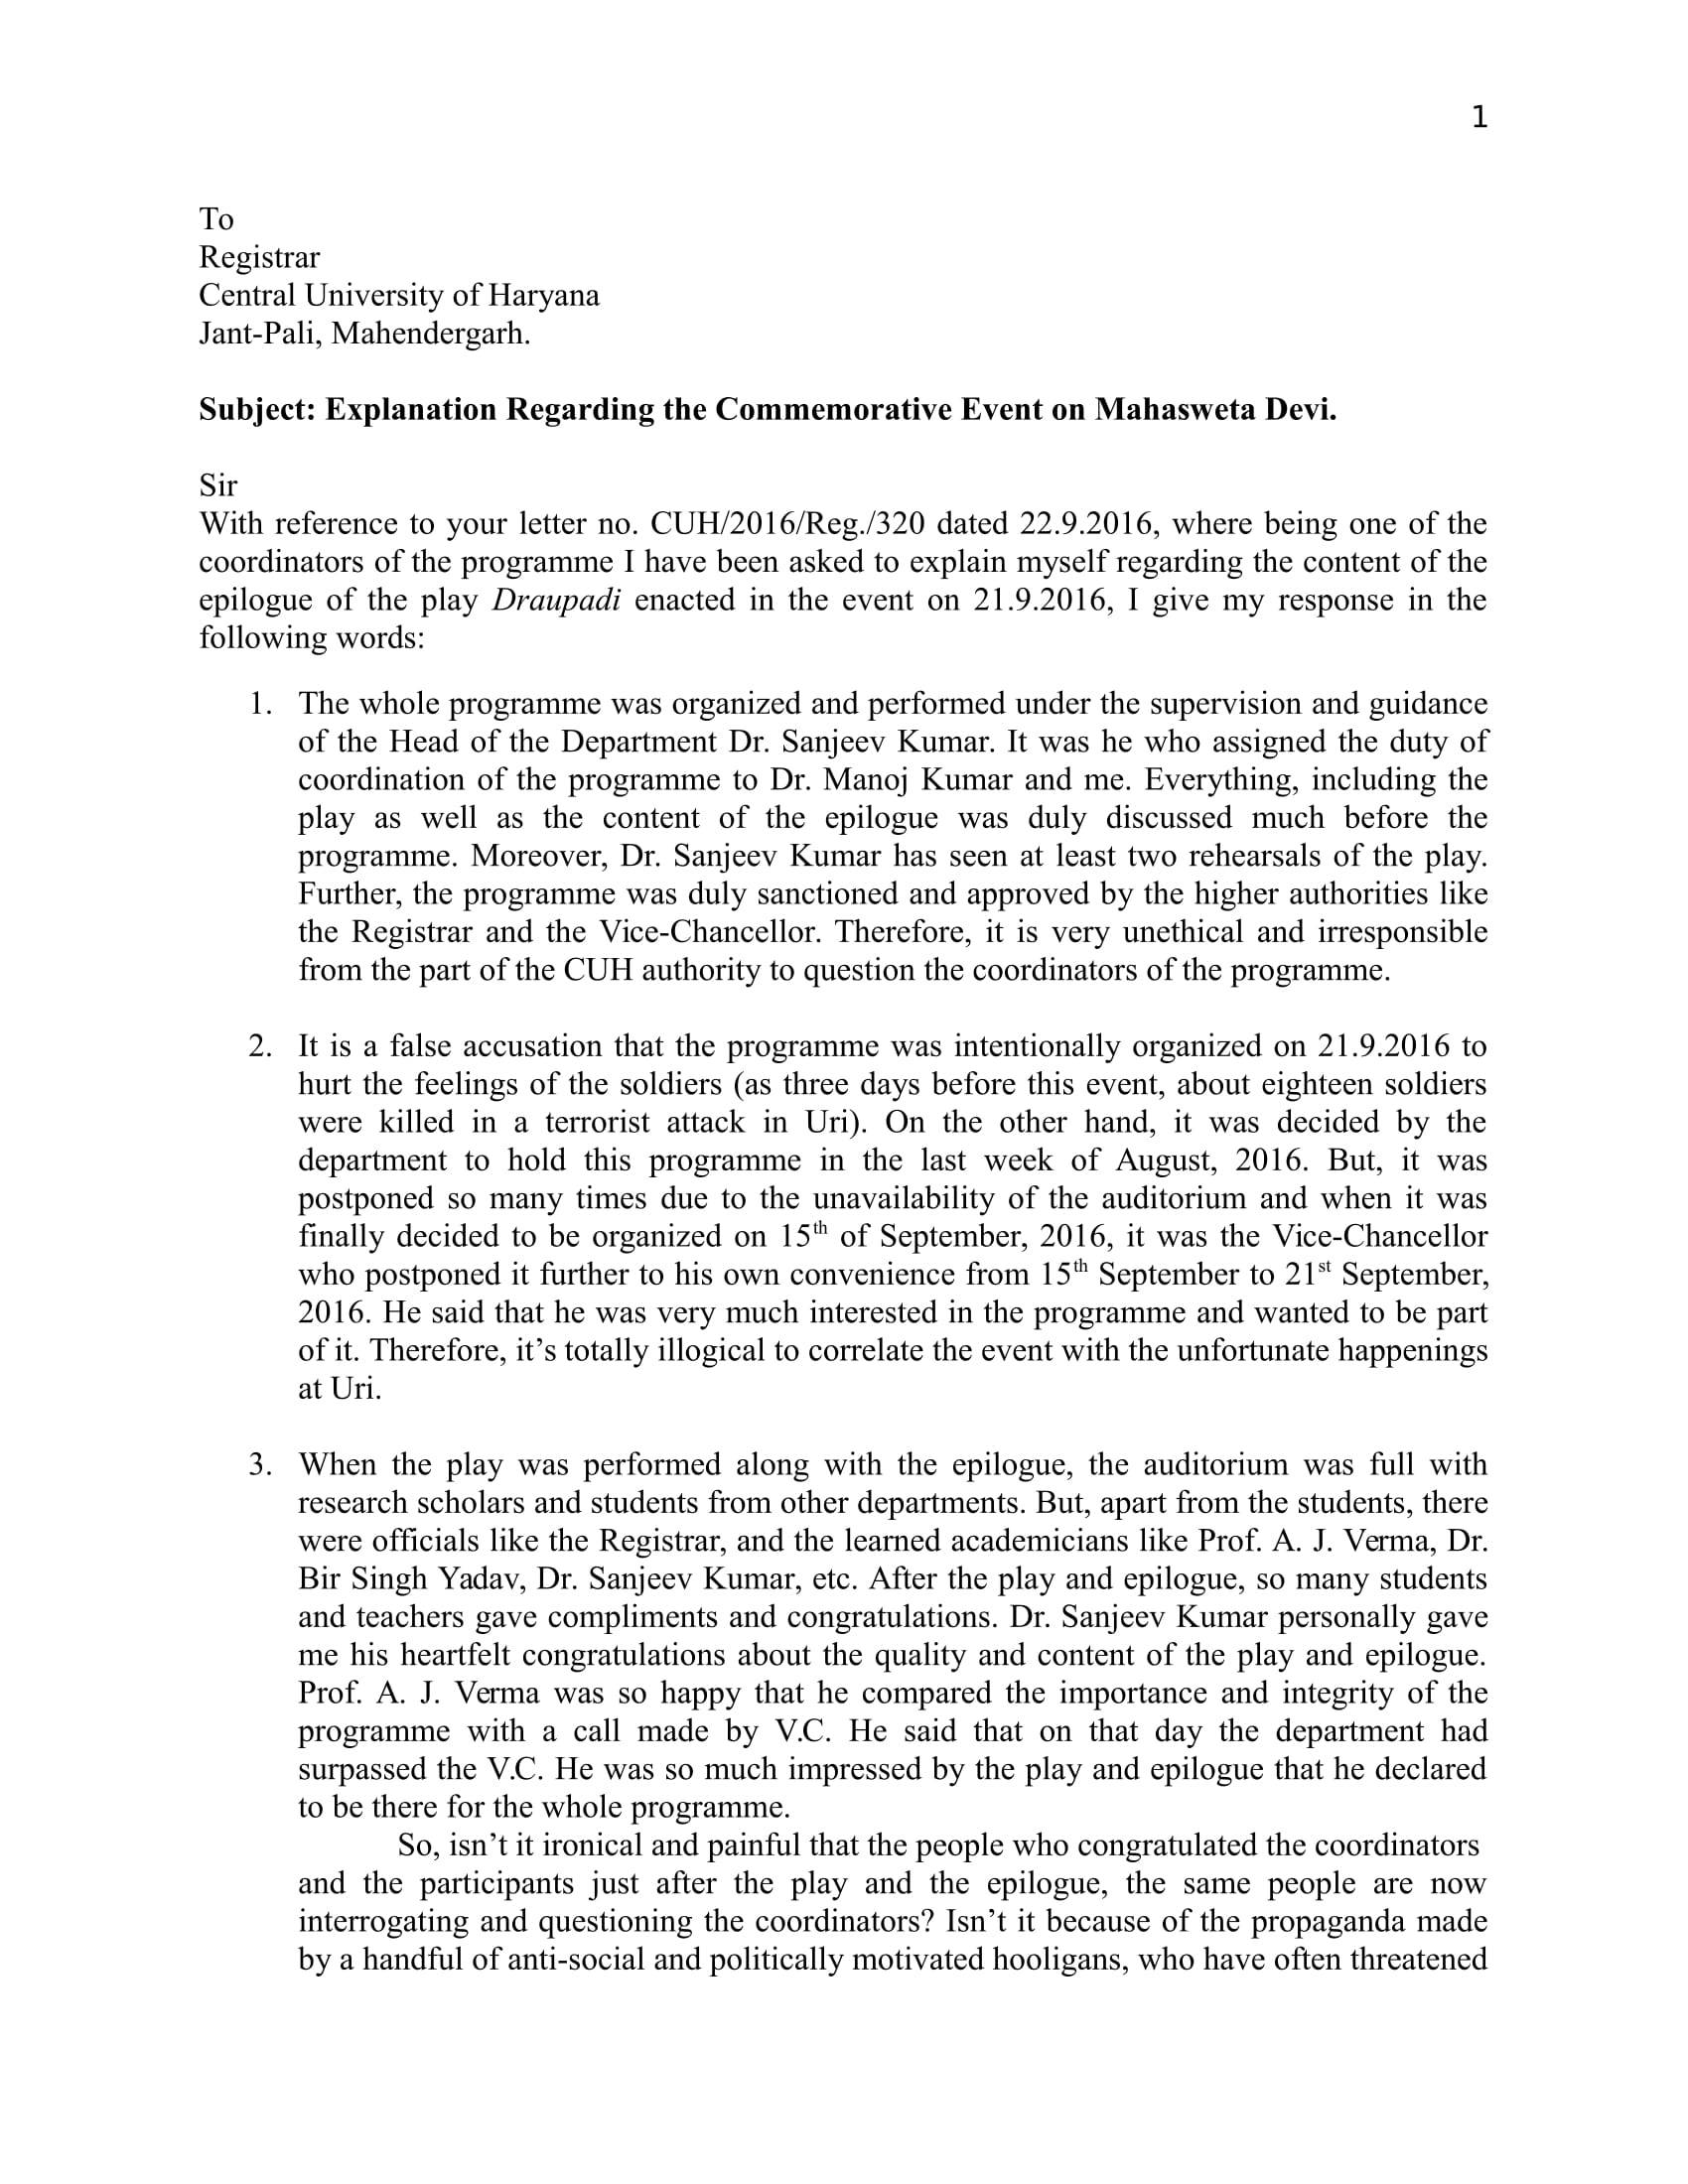 1
To
Registrar
Central University of Haryana
Jant-Pali, Mahendergarh.
Subject: Explanation Regarding the Commemorative Event on Mahasweta Devi.
Sir
With reference to your letter no. CUH/2016/Reg./320 dated 22.9.2016, where being one of the
coordinators of the programme I have been asked to explain myself regarding the content of the
epilogue of the play Draupadi enacted in the event on 21.9.2016, I give my response in the
following words:
1. The whole programme was organized and performed under the supervision and guidance
of the Head of the Department Dr. Sanjeev Kumar. It was he who assigned the duty of
coordination of the programme to Dr. Manoj Kumar and me. Everything, including the
play as well as the content of the epilogue was duly discussed much before the
programme. Moreover, Dr. Sanjeev Kumar has seen at least two rehearsals of the play.
Further, the programme was duly sanctioned and approved by the higher authorities like
the Registrar and the Vice-Chancellor. Therefore, it is very unethical and irresponsible
from the part of the CUH authority to question the coordinators of the programme.
2. It is a false accusation that the programme was intentionally organized on 21.9.2016 to
hurt the feelings of the soldiers (as three days before this event, about eighteen soldiers
were killed in a terrorist attack in Uri). On the other hand, it was decided by the
department to hold this programme in the last week of August, 2016. But, it was
postponed so many times due to the unavailability of the auditorium and when it was
finally decided to be organized on 15th of September, 2016, it was the Vice-Chancellor
who postponed it further to his own convenience from 15th September to 21st September,
2016. He said that he was very much interested in the programme and wanted to be part
of it. Therefore, it’s totally illogical to correlate the event with the unfortunate happenings
at Uri.
3. When the play was performed along with the epilogue, the auditorium was full with
research scholars and students from other departments. But, apart from the students, there
were officials like the Registrar, and the learned academicians like Prof. A. J. Verma, Dr.
Bir Singh Yadav, Dr. Sanjeev Kumar, etc. After the play and epilogue, so many students
and teachers gave compliments and congratulations. Dr. Sanjeev Kumar personally gave
me his heartfelt congratulations about the quality and content of the play and epilogue.
Prof. A. J. Verma was so happy that he compared the importance and integrity of the
programme with a call made by V.C. He said that on that day the department had
surpassed the V.C. He was so much impressed by the play and epilogue that he declared
to be there for the whole programme.
So, isn’t it ironical and painful that the people who congratulated the coordinators
and the participants just after the play and the epilogue, the same people are now
interrogating and questioning the coordinators? Isn’t it because of the propaganda made
by a handful of anti-social and politically motivated hooligans, who have often threatened